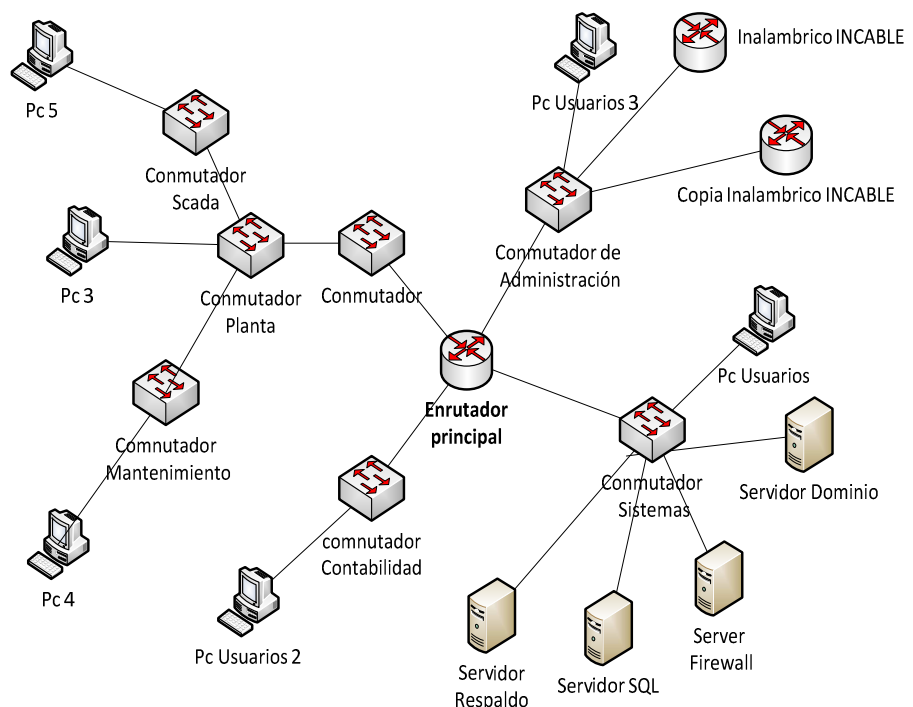 Inalambrico INCABLE
Pc Usuarios 3
Pc 5
Conmutador
Scada
Copia Inalambrico INCABLE
Conmutador de
Administración
Pc 3
Conmutador
Planta
Conmutador
Pc Usuarios
Enrutador
principal
Comnutador
Mantenimiento
Conmutador
Sistemas
Servidor Dominio
comnutador
Contabilidad
Pc 4
Pc Usuarios 2
Server
Firewall
Servidor
Respaldo
Servidor SQL